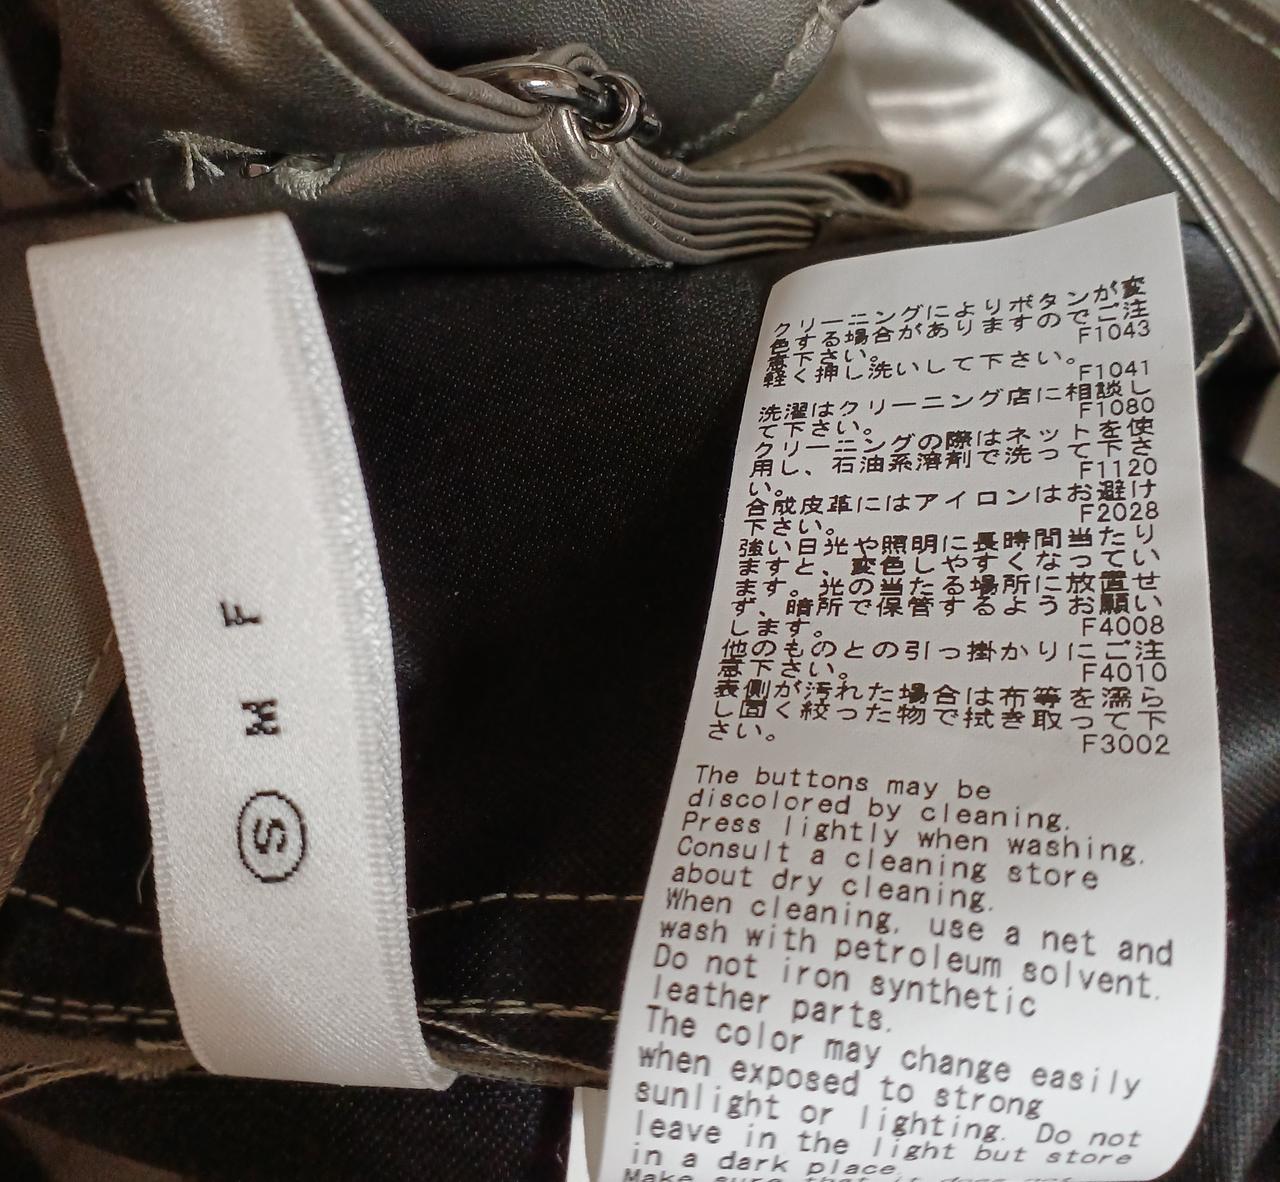 F
M
S
クリーニングによりボタンが変
色する場合がありますのでご注
意下さい。 F1043
軽く押し洗いして下さい。
F1041
洗濯はクリーニング店に相談し
て下さい。 F1080
クリーニングの際はネットを使
用し、石油系溶剤で洗って下さ
い。 F1120
合成皮革にはアイロンはお避け
下さい。 F2028
強い日光や照明に長時間当たり
ますと、変色しやすくなってい
ます。光の当たる場所に放置せ
ず、暗所で保管するようお願い
します。 F4008
他のものとの引っ掛かりにご注
意下さい。 F4010
表側が汚れた場合は布等を濡ら
し固く絞った物で拭き取って下
さい。 F3002
The buttons may be
discolored by cleaning.
Press lightly when washing.
Consult a cleaning store
about dry cleaning.
When cleaning, use a net and
wash with petroleum solvent.
Do not iron synthetic
leather parts.
The color may change easily
when exposed to strong
sunlight or lighting. Do not
leave in the light but store
in a dark place.
Make sure that it does not